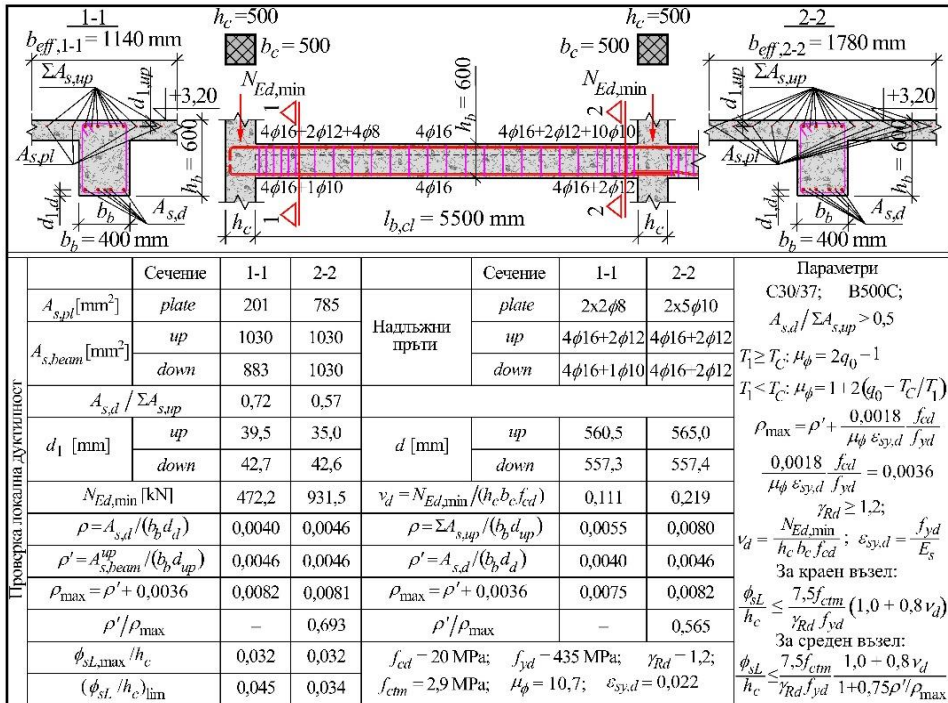 1-1
b_eff,1-1 = 1140 mm
ΣA_s,up
d_1,up
+3,20
h_b = 600
A_s,pl
d_1,d
b_b
A_s,d
b_b = 400 mm
h_c = 500
b_c = 500
N_Ed,min
1
4ϕ16+2ϕ12+4ϕ8
4ϕ16
4ϕ16+2ϕ12+10ϕ10
h_b = 600
4ϕ16+1ϕ10
4ϕ16
4ϕ16+2ϕ12
1
h_c
l_b,cl = 5500 mm
h_c
h_c = 500
b_c = 500
N_Ed,min
2
2
2-2
b_eff,2-2 = 1780 mm
ΣA_s,up
d_1,up
+3,20
h_b = 600
A_s,pl
d_1,d
b_b
A_s,d
b_b = 400 mm
Проверка локална дуктилност
Сечение 1-1 2-2 Сечение 1-1 2-2
A_s,pl [mm²] plate 201 785 Надлъжни пръти plate 2x2ϕ8 2x5ϕ10
A_s,beam [mm²] up 1030 1030 up 4ϕ16+2ϕ12 4ϕ16+2ϕ12
down 883 1030 down 4ϕ16+1ϕ10 4ϕ16+2ϕ12
A_s,d / ΣA_s,up 0,72 0,57
d_1 [mm] up 39,5 35,0 d [mm] up 560,5 565,0
down 42,7 42,6 down 557,3 557,4
N_Ed,min [kN] 472,2 931,5 ν_d = N_Ed,min/(h_c b_c f_cd) 0,111 0,219
ρ = A_s,d/(b_b d_d) 0,0040 0,0046 ρ = ΣA_s,up/(b_b d_up) 0,0055 0,0080
ρ′ = A^up_s,beam/(b_b d_up) 0,0046 0,0046 ρ′ = A_s,d/(b_b d_d) 0,0040 0,0046
ρ_max = ρ′ + 0,0036 0,0082 0,0081 ρ_max = ρ′ + 0,0036 0,0075 0,0082
ρ′/ρ_max – 0,693 ρ′/ρ_max – 0,565
ϕ_sL,max /h_c 0,032 0,032 f_cd = 20 MPa; f_yd = 435 MPa; γ_Rd = 1,2;
(ϕ_sL /h_c)_lim 0,045 0,034 f_ctm = 2,9 MPa; μ_ϕ = 10,7; ε_sy,d = 0,022
Параметри
C30/37; B500C;
A_s,d / ΣA_s,up > 0,5
T_1 ≥ T_C: μ_ϕ = 2q_0 − 1
T_1 < T_C: μ_ϕ = 1 + 2(q_0 − T_C/T_1)
ρ_max = ρ′ + 0,0018/(μ_ϕ ε_sy,d) f_cd/f_yd
0,0018/(μ_ϕ ε_sy,d) f_cd/f_yd = 0,0036
γ_Rd ≥ 1,2;
ν_d = N_Ed,min/(h_c b_c f_cd); ε_sy,d = f_yd/E_s
За краен възел:
ϕ_sL/h_c ≤ 7,5f_ctm/(γ_Rd f_yd) (1,0 + 0,8 ν_d)
За среден възел:
ϕ_sL/h_c ≤ 7,5f_ctm/(γ_Rd f_yd) (1,0 + 0,8 ν_d)/(1+0,75ρ′/ρ_max)